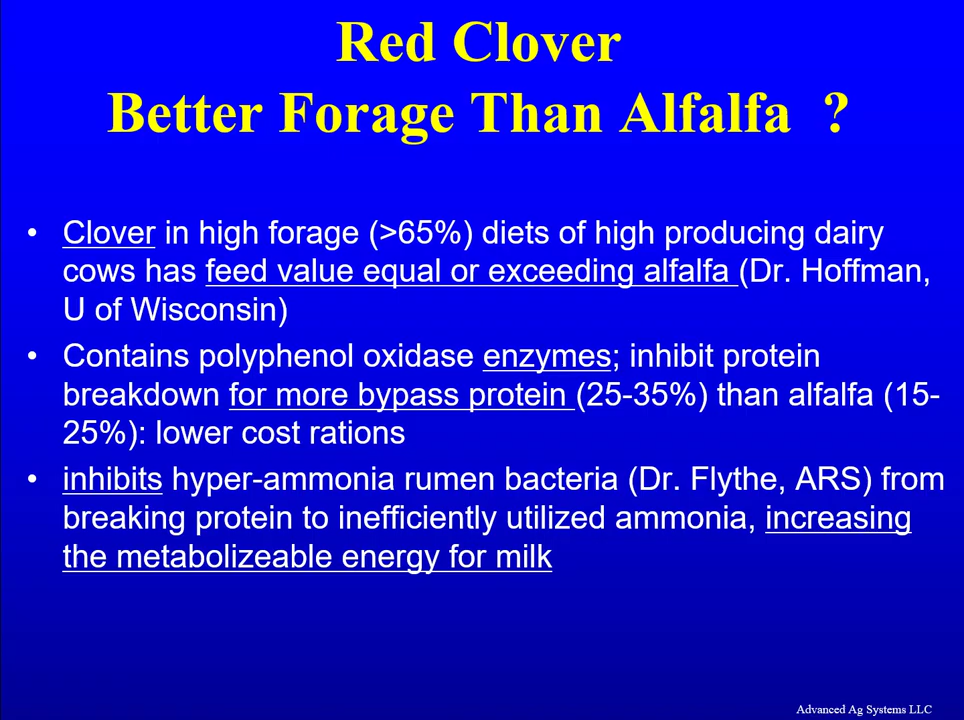 Red Clover
Better Forage Than Alfalfa  ?
• Clover in high forage (>65%) diets of high producing dairy
cows has feed value equal or exceeding alfalfa (Dr. Hoffman,
U of Wisconsin)
• Contains polyphenol oxidase enzymes; inhibit protein
breakdown for more bypass protein (25-35%) than alfalfa (15-
25%): lower cost rations
• inhibits hyper-ammonia rumen bacteria (Dr. Flythe, ARS) from
breaking protein to inefficiently utilized ammonia, increasing
the metabolizeable energy for milk
Advanced Ag Systems LLC